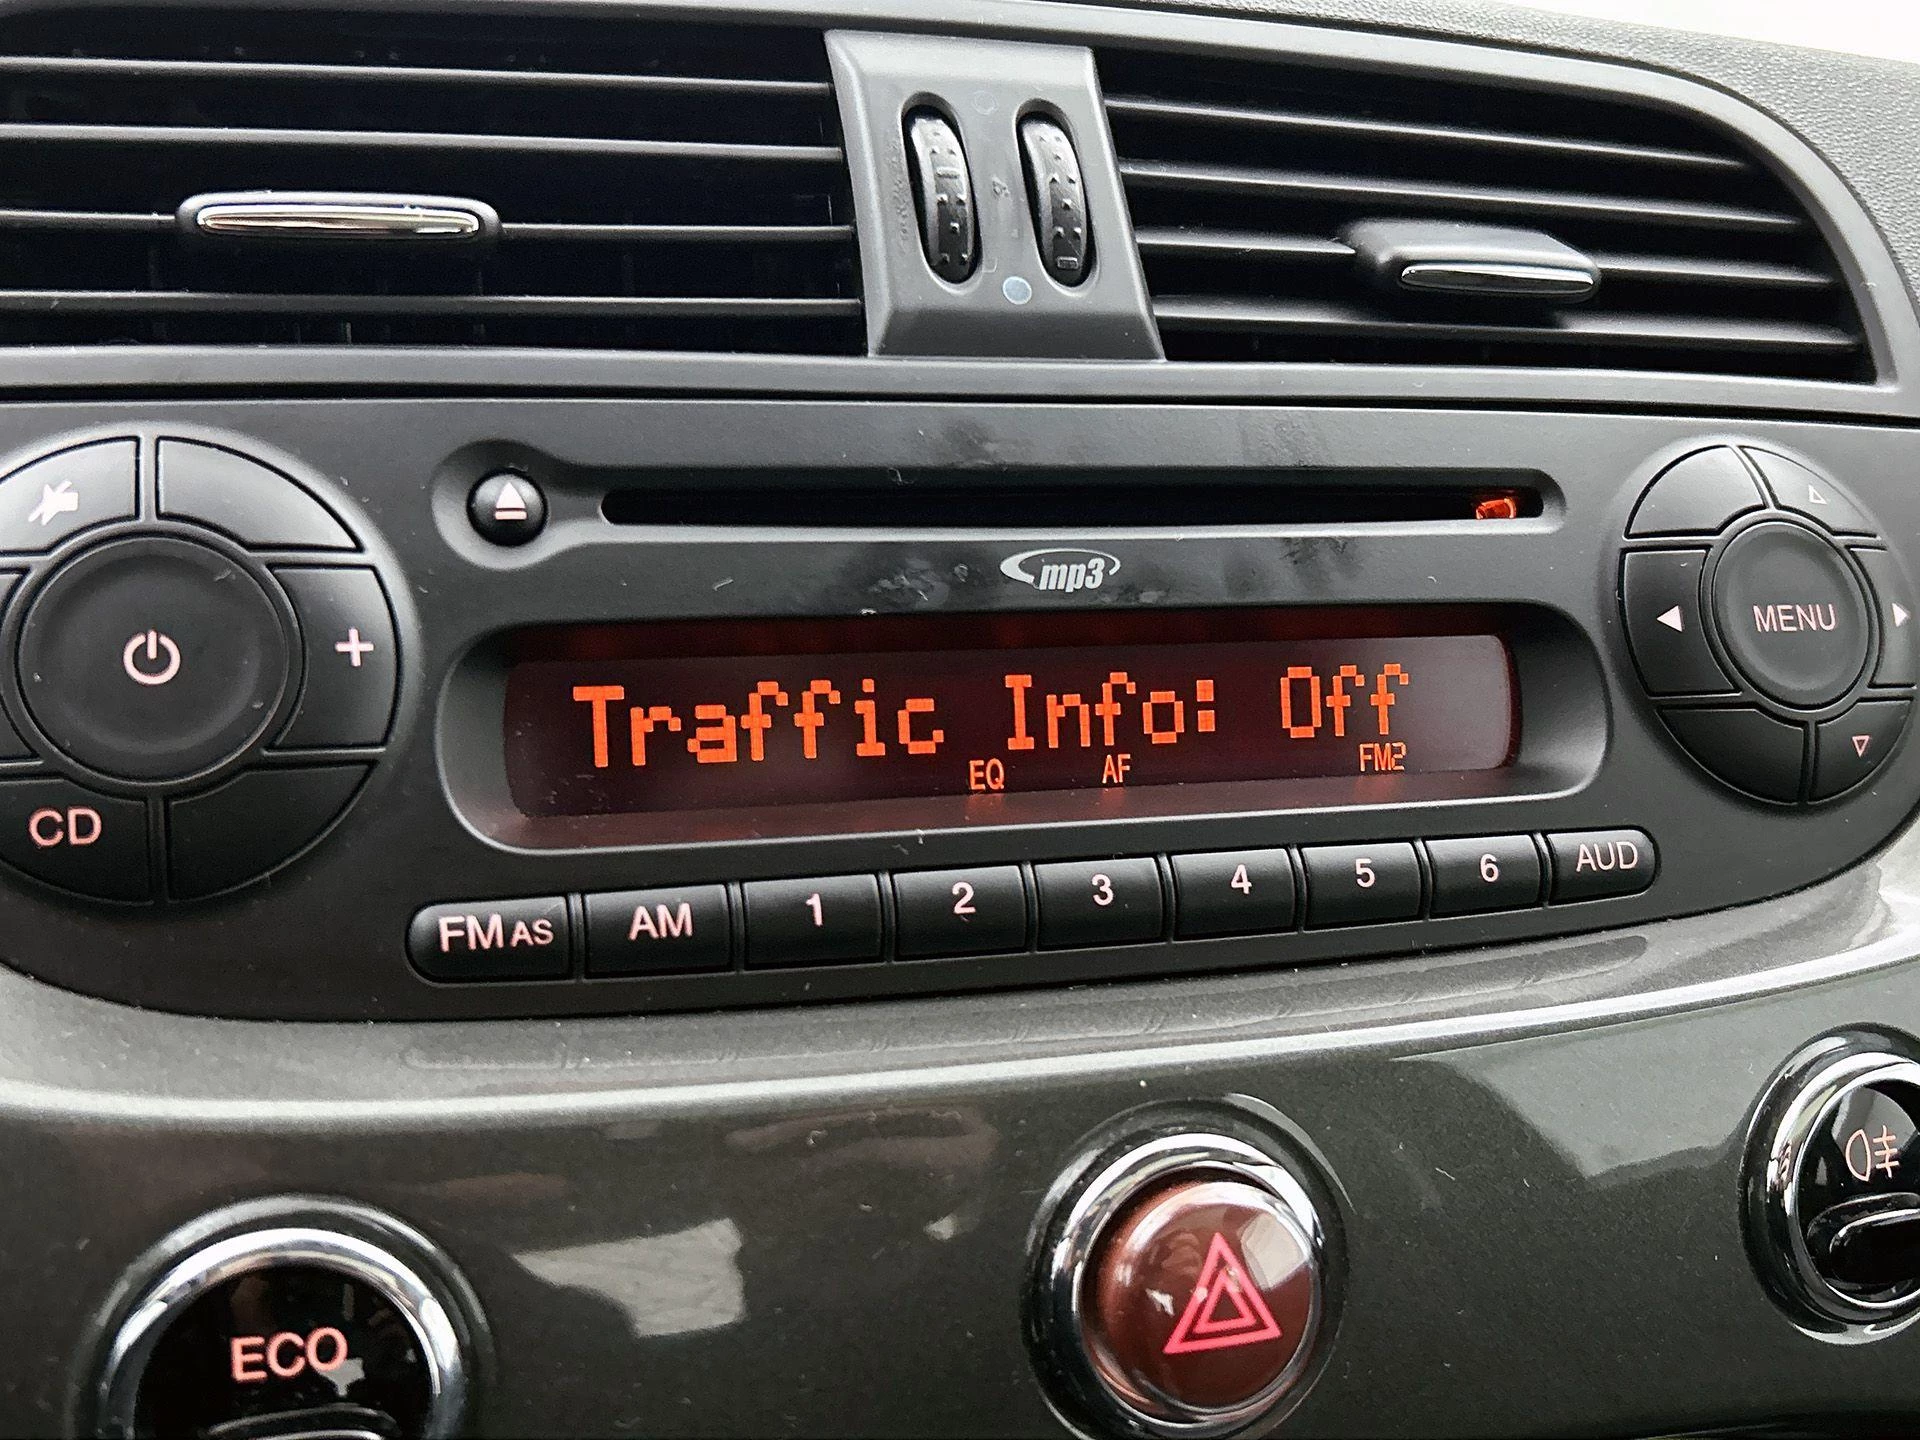 mp3
MENU
Traffic Info: Off
EQ AF FM2
CD
FM AS AM 1 2 3 4 5 6 AUD
ECO